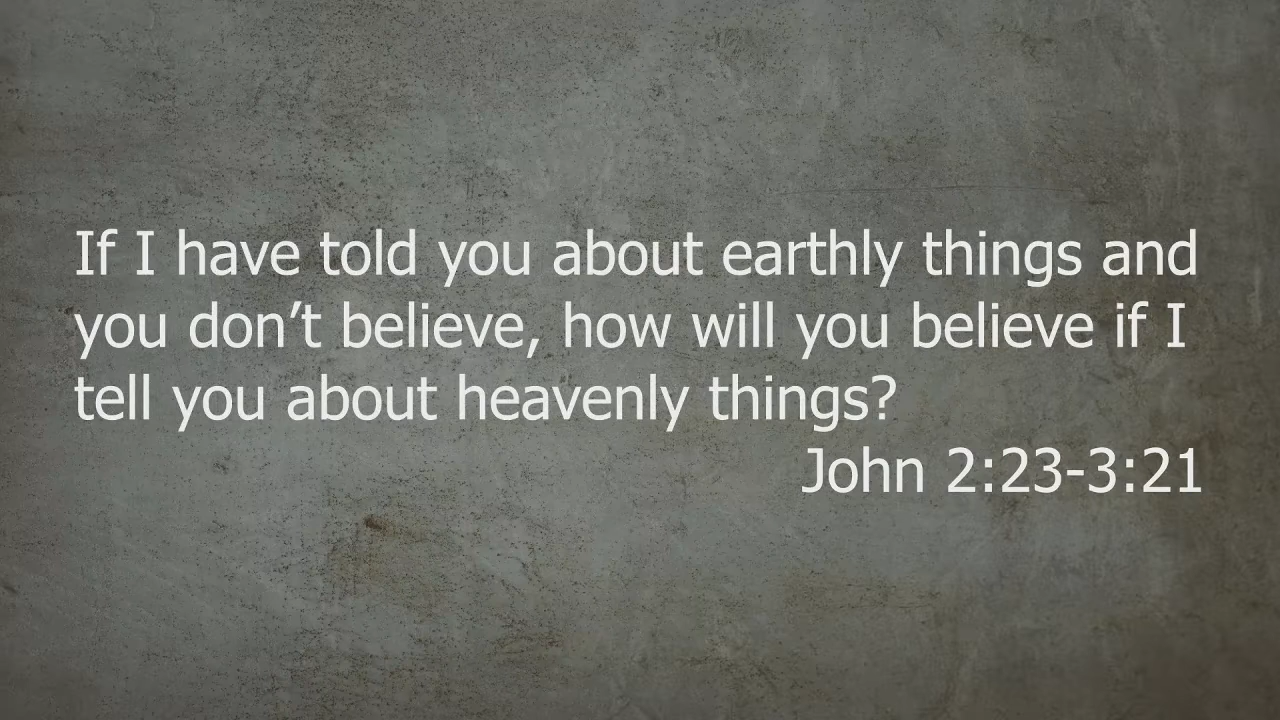 If I have told you about earthly things and
you don’t believe, how will you believe if I
tell you about heavenly things?
John 2:23-3:21